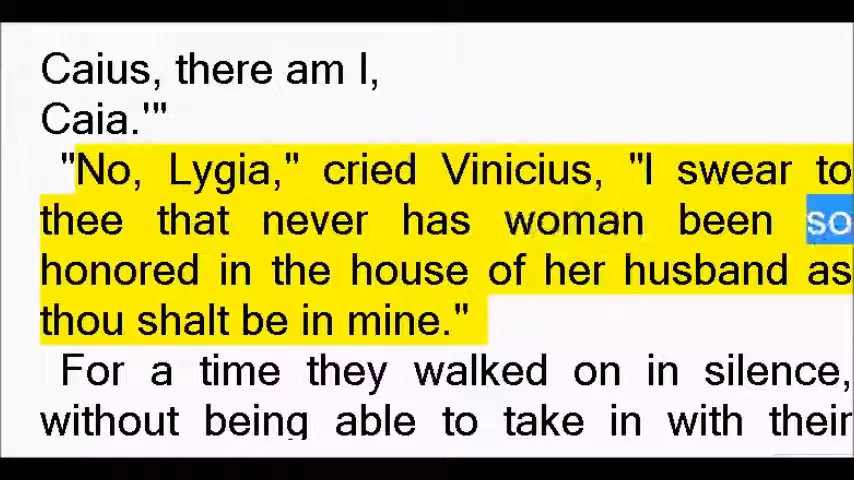 Caius, there am I,
Caia.'"
"No, Lygia," cried Vinicius, "I swear to
thee that never has woman been so
honored in the house of her husband as
thou shalt be in mine."
For a time they walked on in silence,
without being able to take in with their